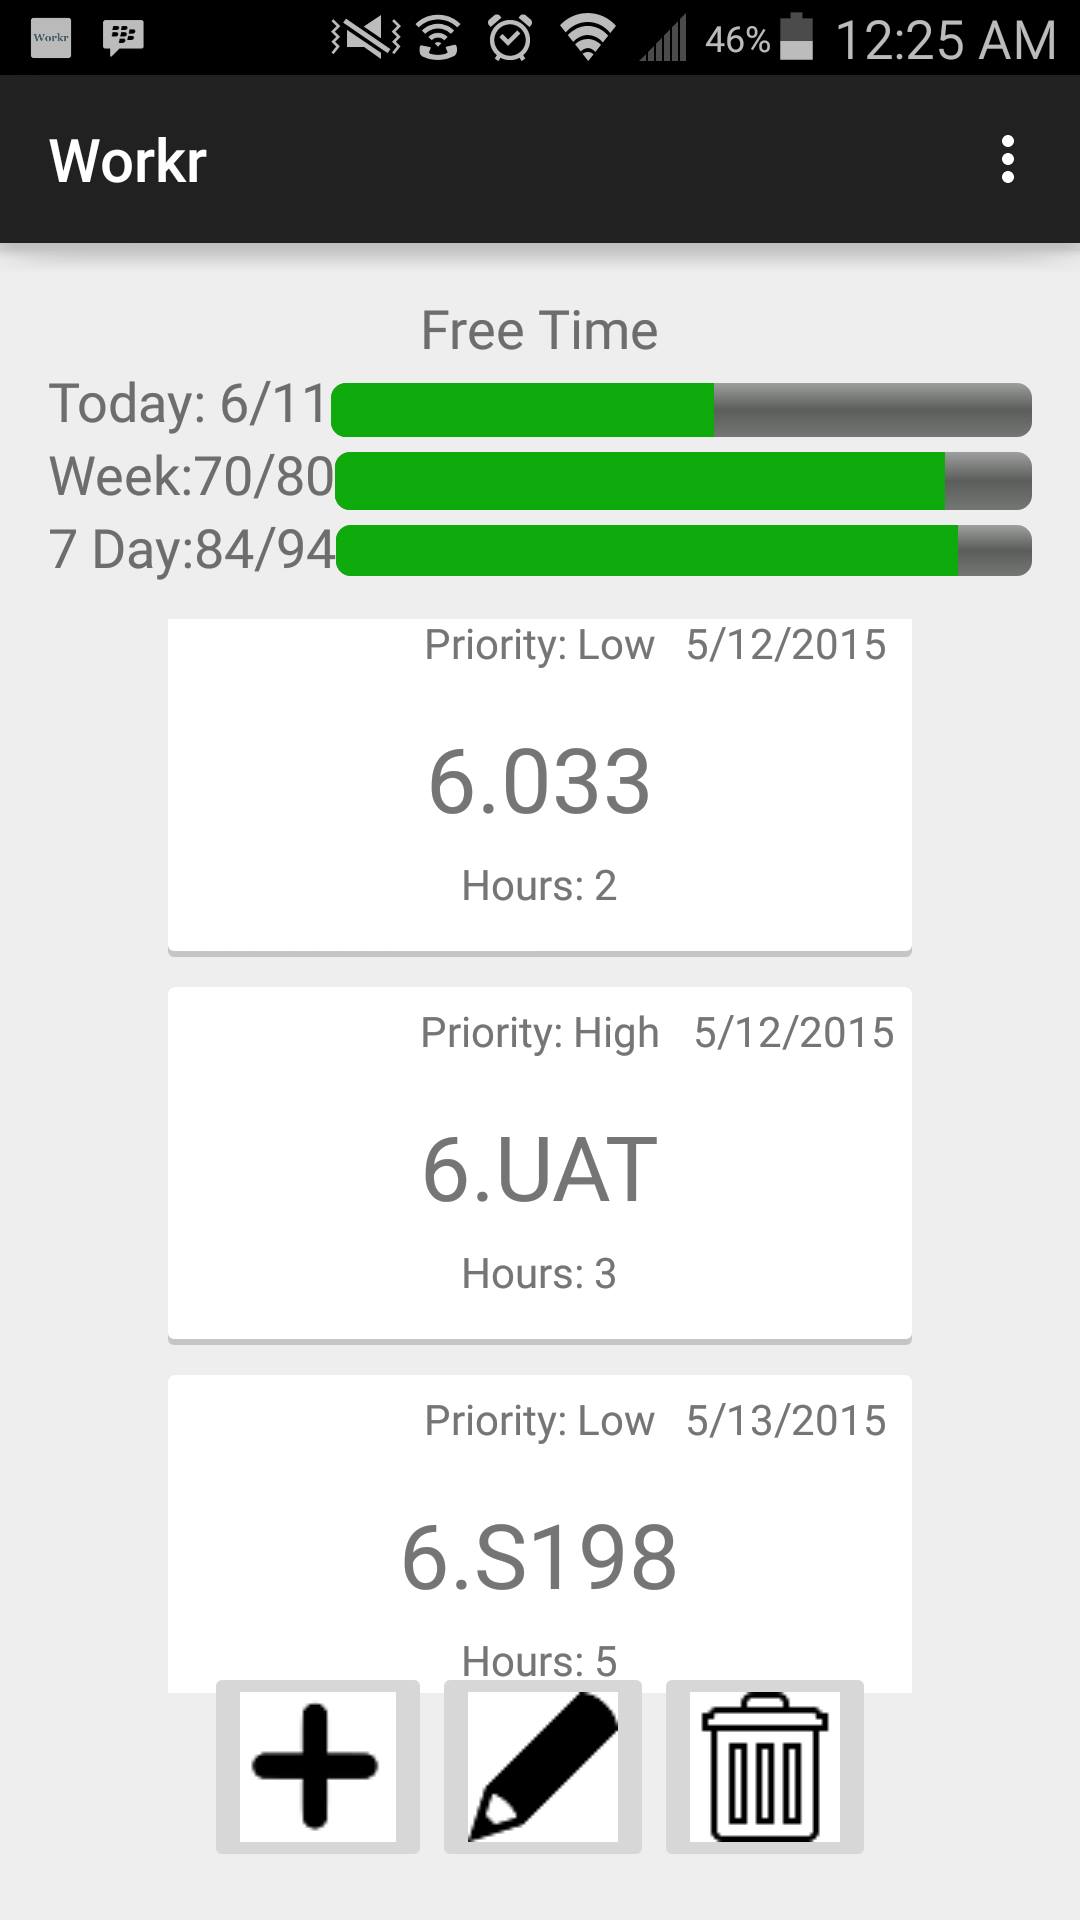 Workr 46% 12:25 AM
Workr
Free Time
Today: 6/11
Week:70/80
7 Day:84/94
Priority: Low 5/12/2015
6.033
Hours: 2
Priority: High 5/12/2015
6.UAT
Hours: 3
Priority: Low 5/13/2015
6.S198
Hours: 5